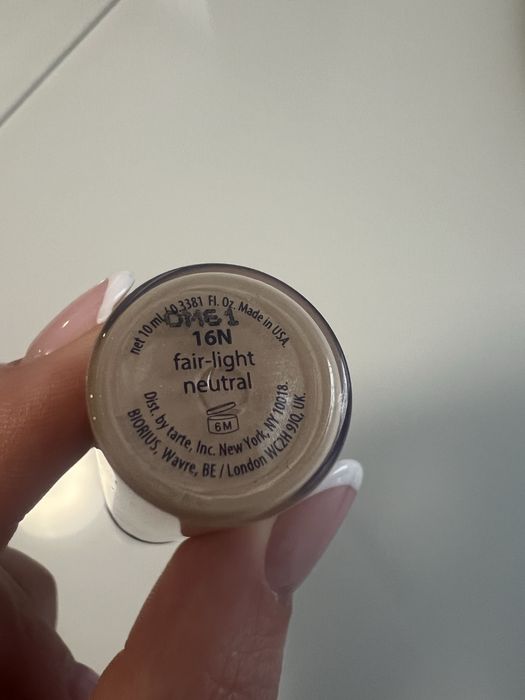 net 10 ml/0.3381 Fl. Oz. Made in USA.
16N
fair-light
neutral
6M
Dist. by tarte, Inc. New York, NY 10018.
BIORIUS, Wavre, BE / London WC2H 9JQ, UK.